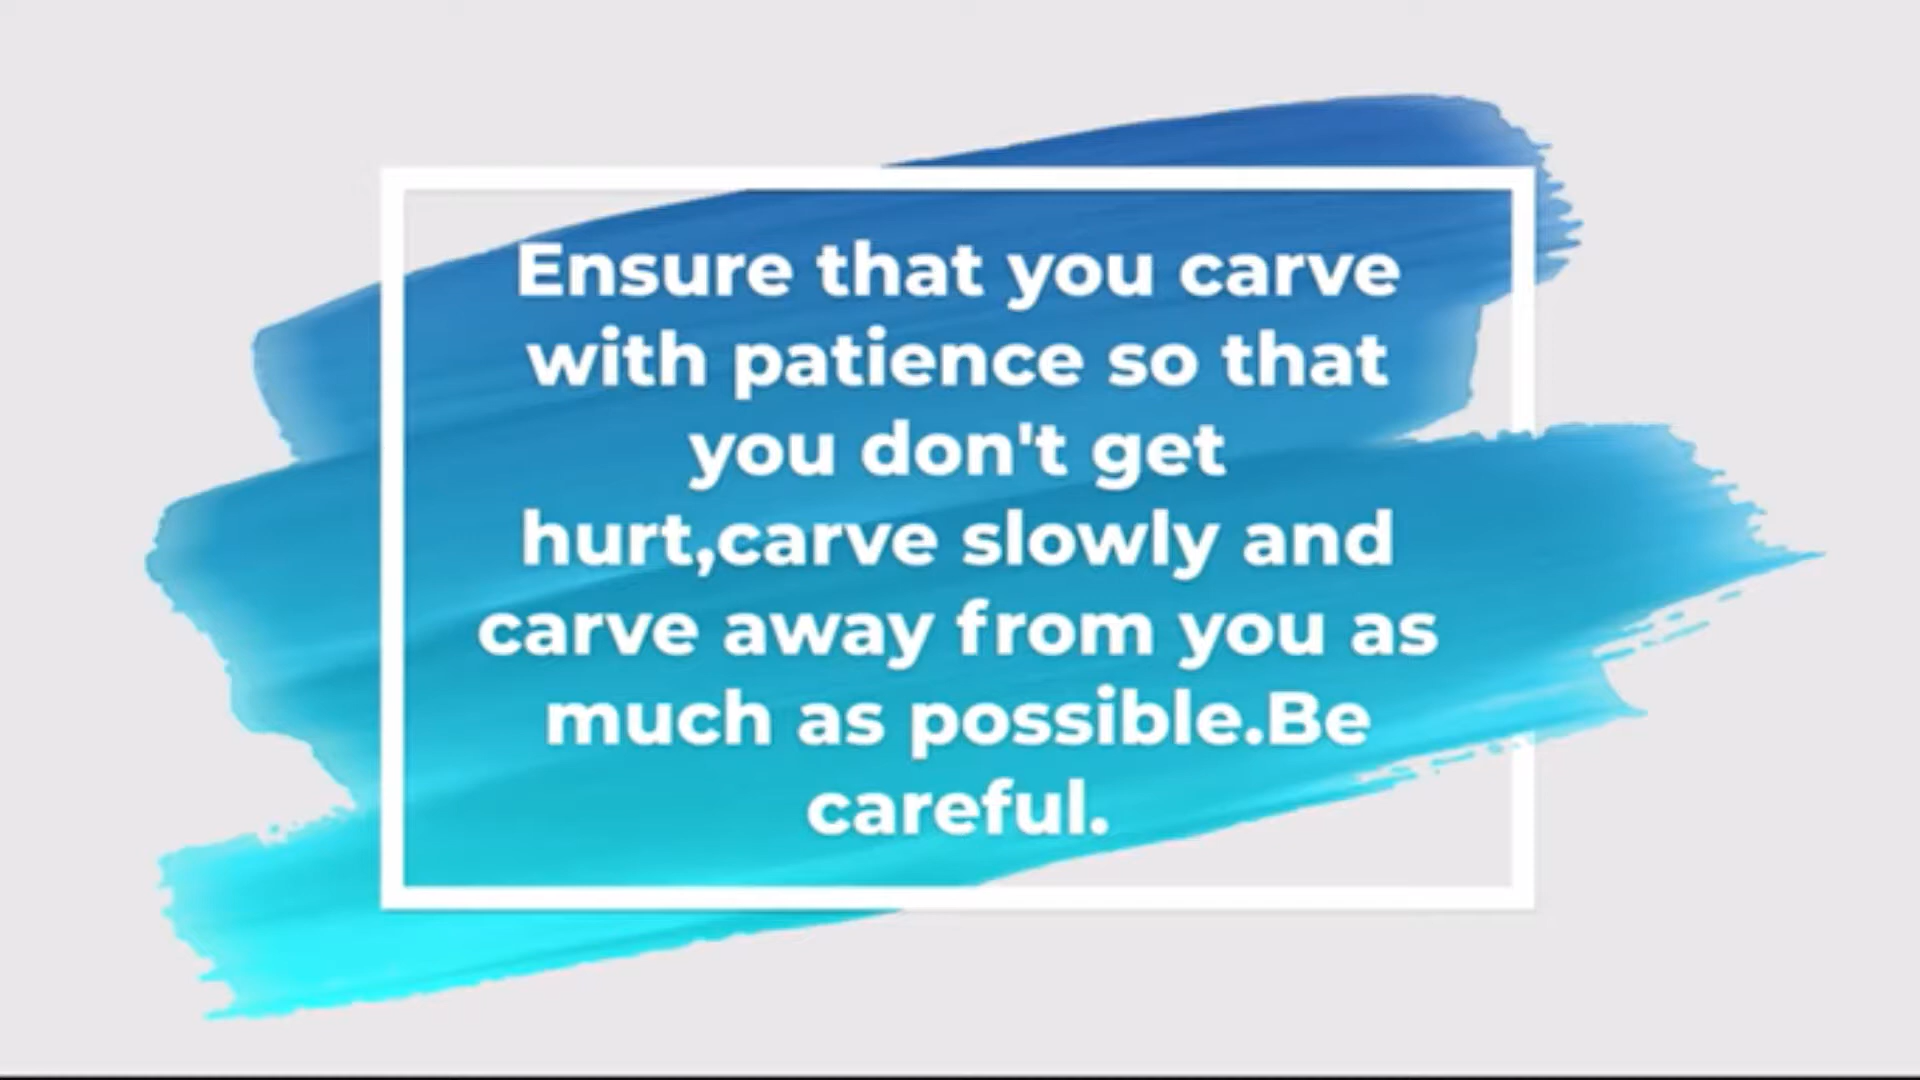 Ensure that you carve
with patience so that
you don't get
hurt,carve slowly and
carve away from you as
much as possible.Be
careful.